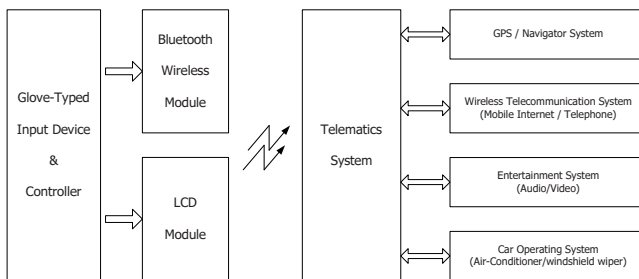 Glove-Typed
Input Device
&
Controller
Bluetooth
Wireless
Module
LCD
Module
Telematics
System
GPS / Navigator System
Wireless Telecommunication System
(Mobile Internet / Telephone)
Entertainment System
(Audio/Video)
Car Operating System
(Air-Conditioner/windshield wiper)